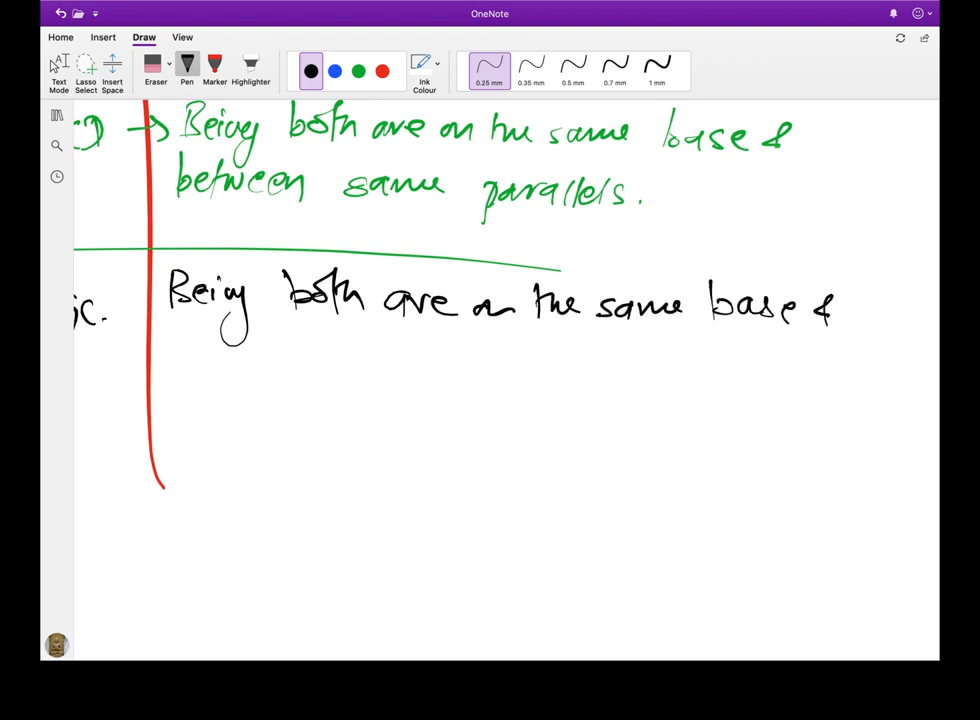 OneNote
Home Insert Draw View
Text Mode Lasso Select Insert Space Eraser Pen Marker Highlighter Ink Colour 0.25 mm 0.35 mm 0.5 mm 0.7 mm 1 mm
→ Being both are on the same base &
between same parallels.
Being both are on the same base &